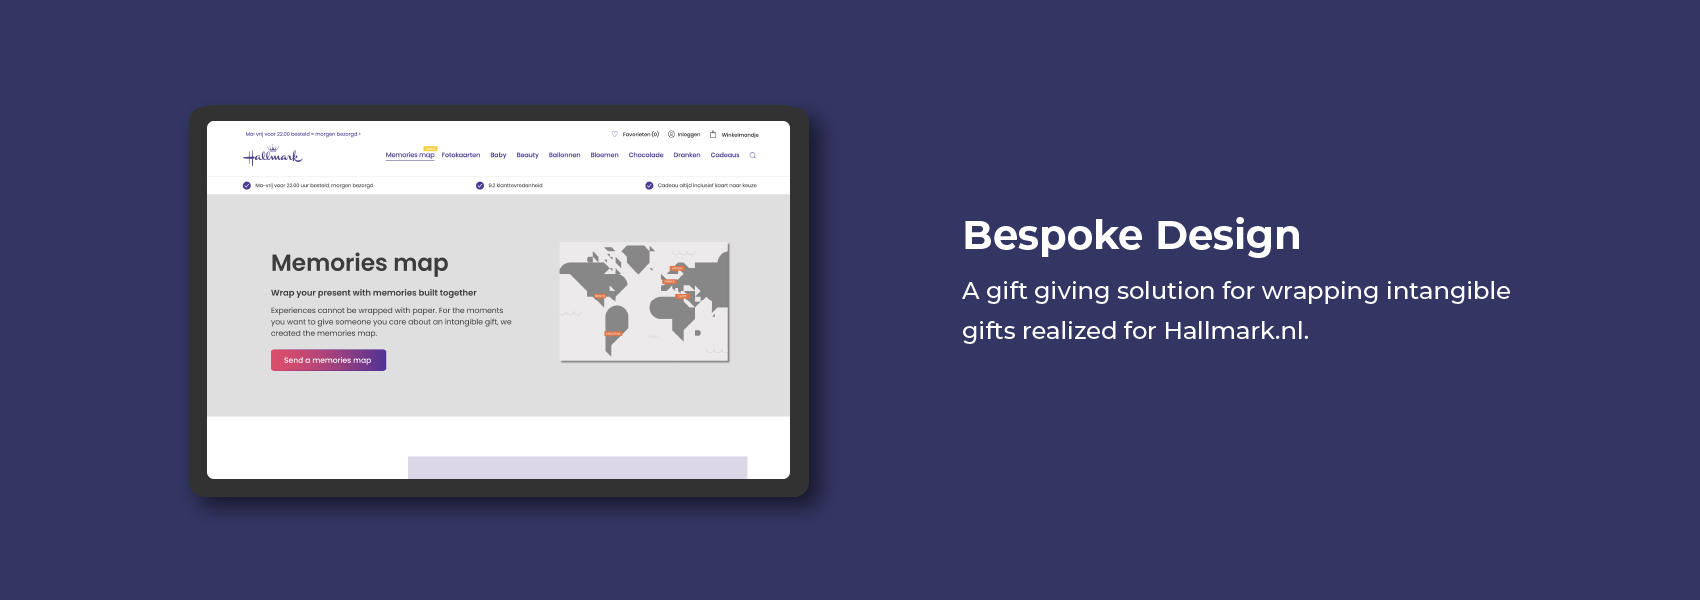 Ma-vrij voor 22.00 besteld = morgen bezorgd >
Favorieten (0) Inloggen Winkelmandje
Hallmark
Memories map Fotokaarten Baby Beauty Ballonnen Bloemen Chocolade Dranken Cadeaus
Ma-vrij voor 22.00 uur besteld, morgen bezorgd
9.2 klanttevredenheid
Cadeau altijd inclusief kaart naar keuze
Memories map
Wrap your present with memories built together
Experiences cannot be wrapped with paper. For the moments
you want to give someone you care about an intangible gift, we
created the memories map.
Send a memories map
Bespoke Design
A gift giving solution for wrapping intangible
gifts realized for Hallmark.nl.